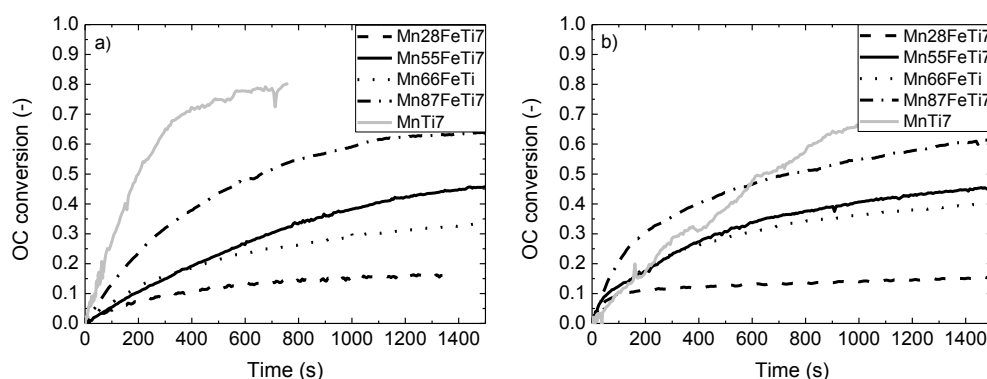 a)
Mn28FeTi7
Mn55FeTi7
Mn66FeTi
Mn87FeTi7
MnTi7
1.0
0.9
0.8
0.7
0.6
0.5
0.4
0.3
0.2
0.1
0.0
OC conversion (-)
0 200 400 600 800 1000 1200 1400
Time (s)
b)
Mn28FeTi7
Mn55FeTi7
Mn66FeTi
Mn87FeTi7
MnTi7
1.0
0.9
0.8
0.7
0.6
0.5
0.4
0.3
0.2
0.1
0.0
OC conversion (-)
0 200 400 600 800 1000 1200 1400
Time (s)